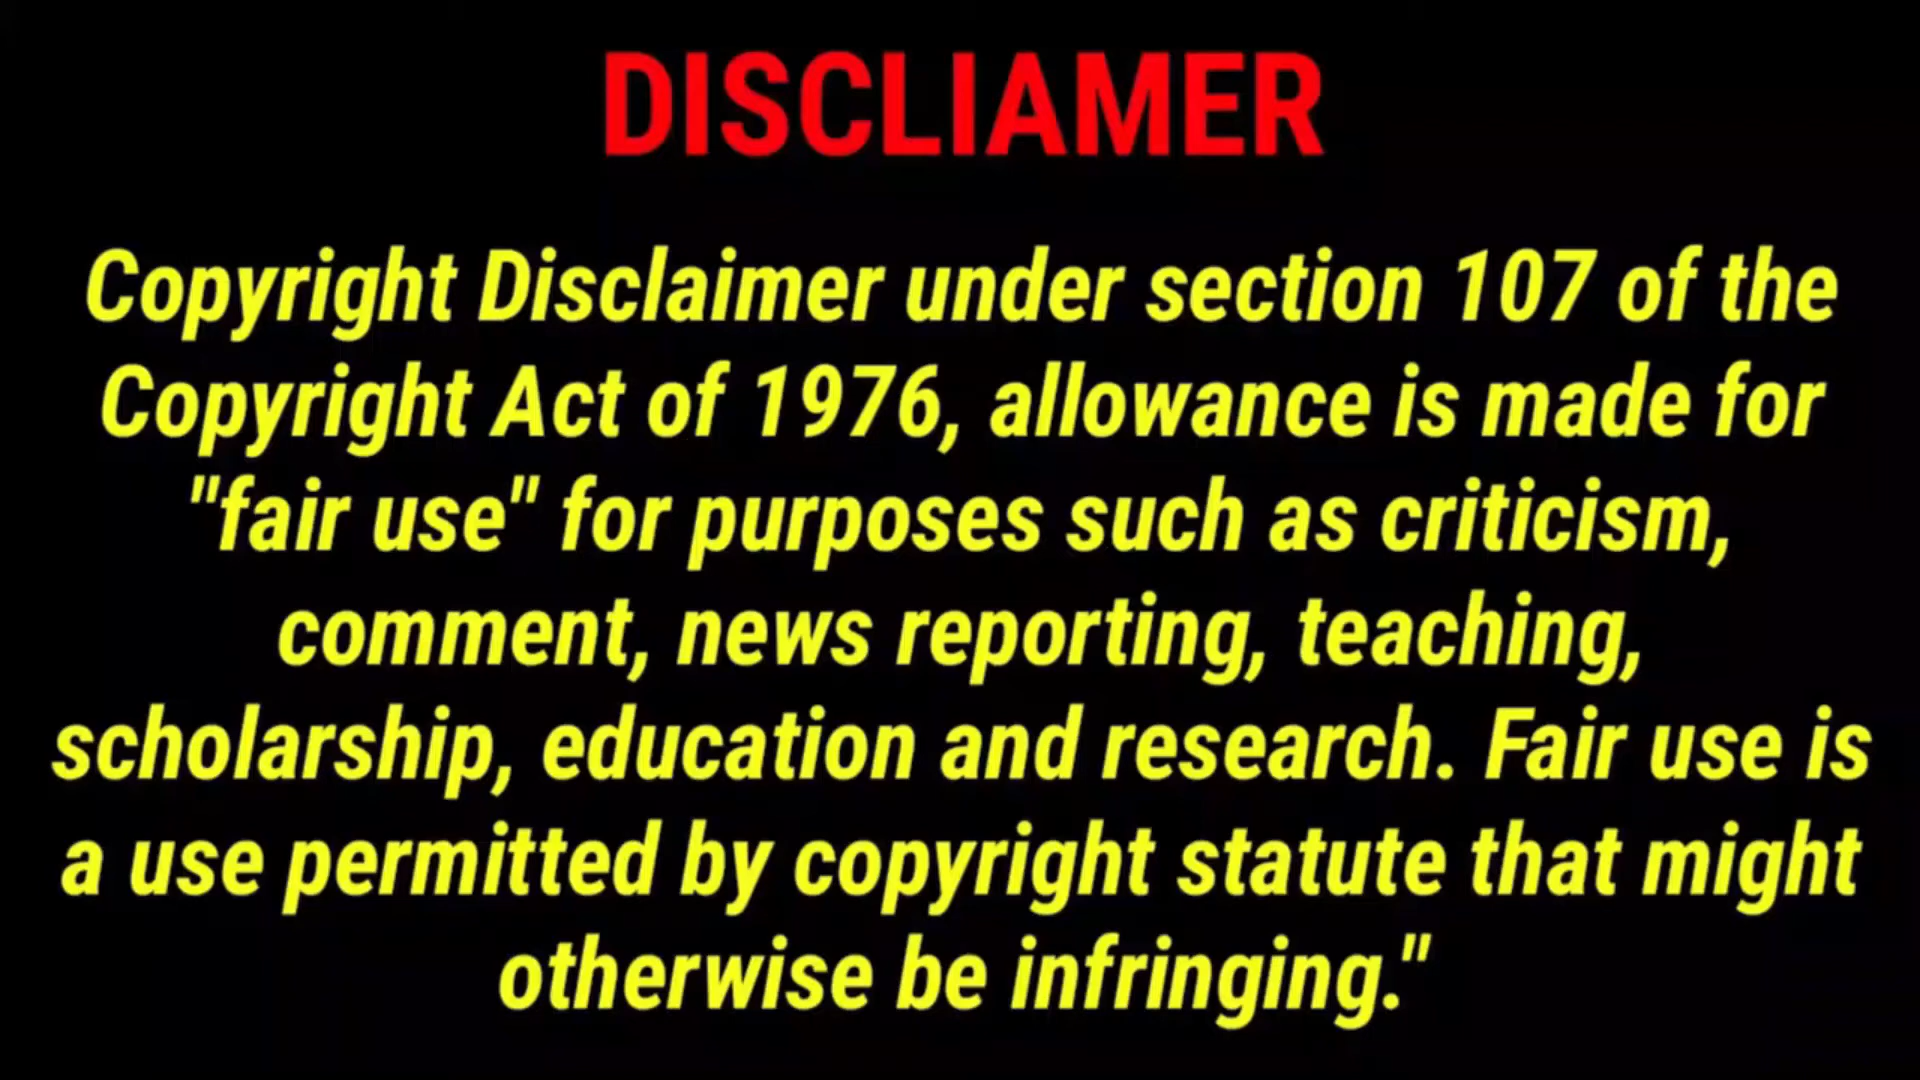 DISCLIAMER
Copyright Disclaimer under section 107 of the
Copyright Act of 1976, allowance is made for
"fair use" for purposes such as criticism,
comment, news reporting, teaching,
scholarship, education and research. Fair use is
a use permitted by copyright statute that might
otherwise be infringing."